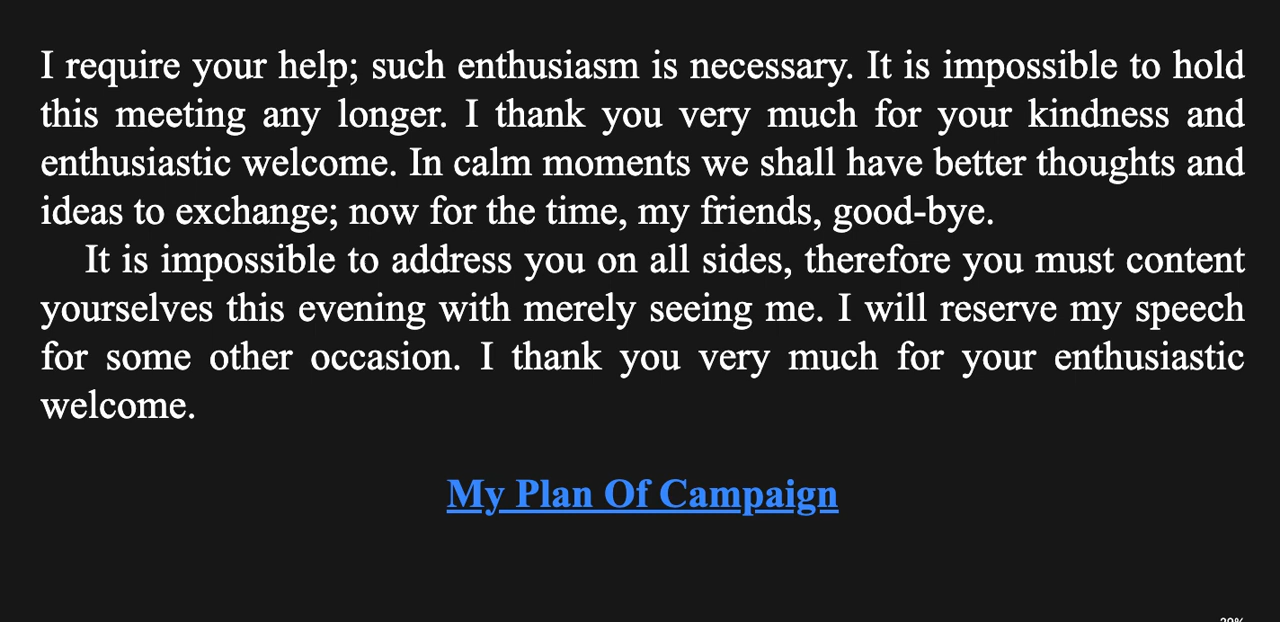 I require your help; such enthusiasm is necessary. It is impossible to hold
this meeting any longer. I thank you very much for your kindness and
enthusiastic welcome. In calm moments we shall have better thoughts and
ideas to exchange; now for the time, my friends, good-bye.
It is impossible to address you on all sides, therefore you must content
yourselves this evening with merely seeing me. I will reserve my speech
for some other occasion. I thank you very much for your enthusiastic
welcome.
My Plan Of Campaign